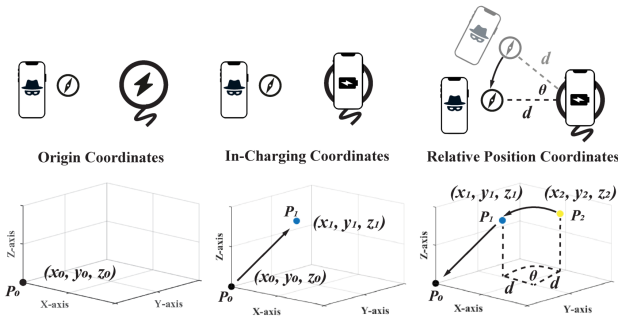 d
θ
d
Origin Coordinates
In-Charging Coordinates
Relative Position Coordinates
Z-axis
(x₀, y₀, z₀)
P₀
X-axis
Y-axis
Z-axis
P₁
(x₁, y₁, z₁)
(x₀, y₀, z₀)
P₀
X-axis
Y-axis
(x₁, y₁, z₁)
(x₂, y₂, z₂)
Z-axis
P₁
P₂
θ
d
d
P₀
X-axis
Y-axis